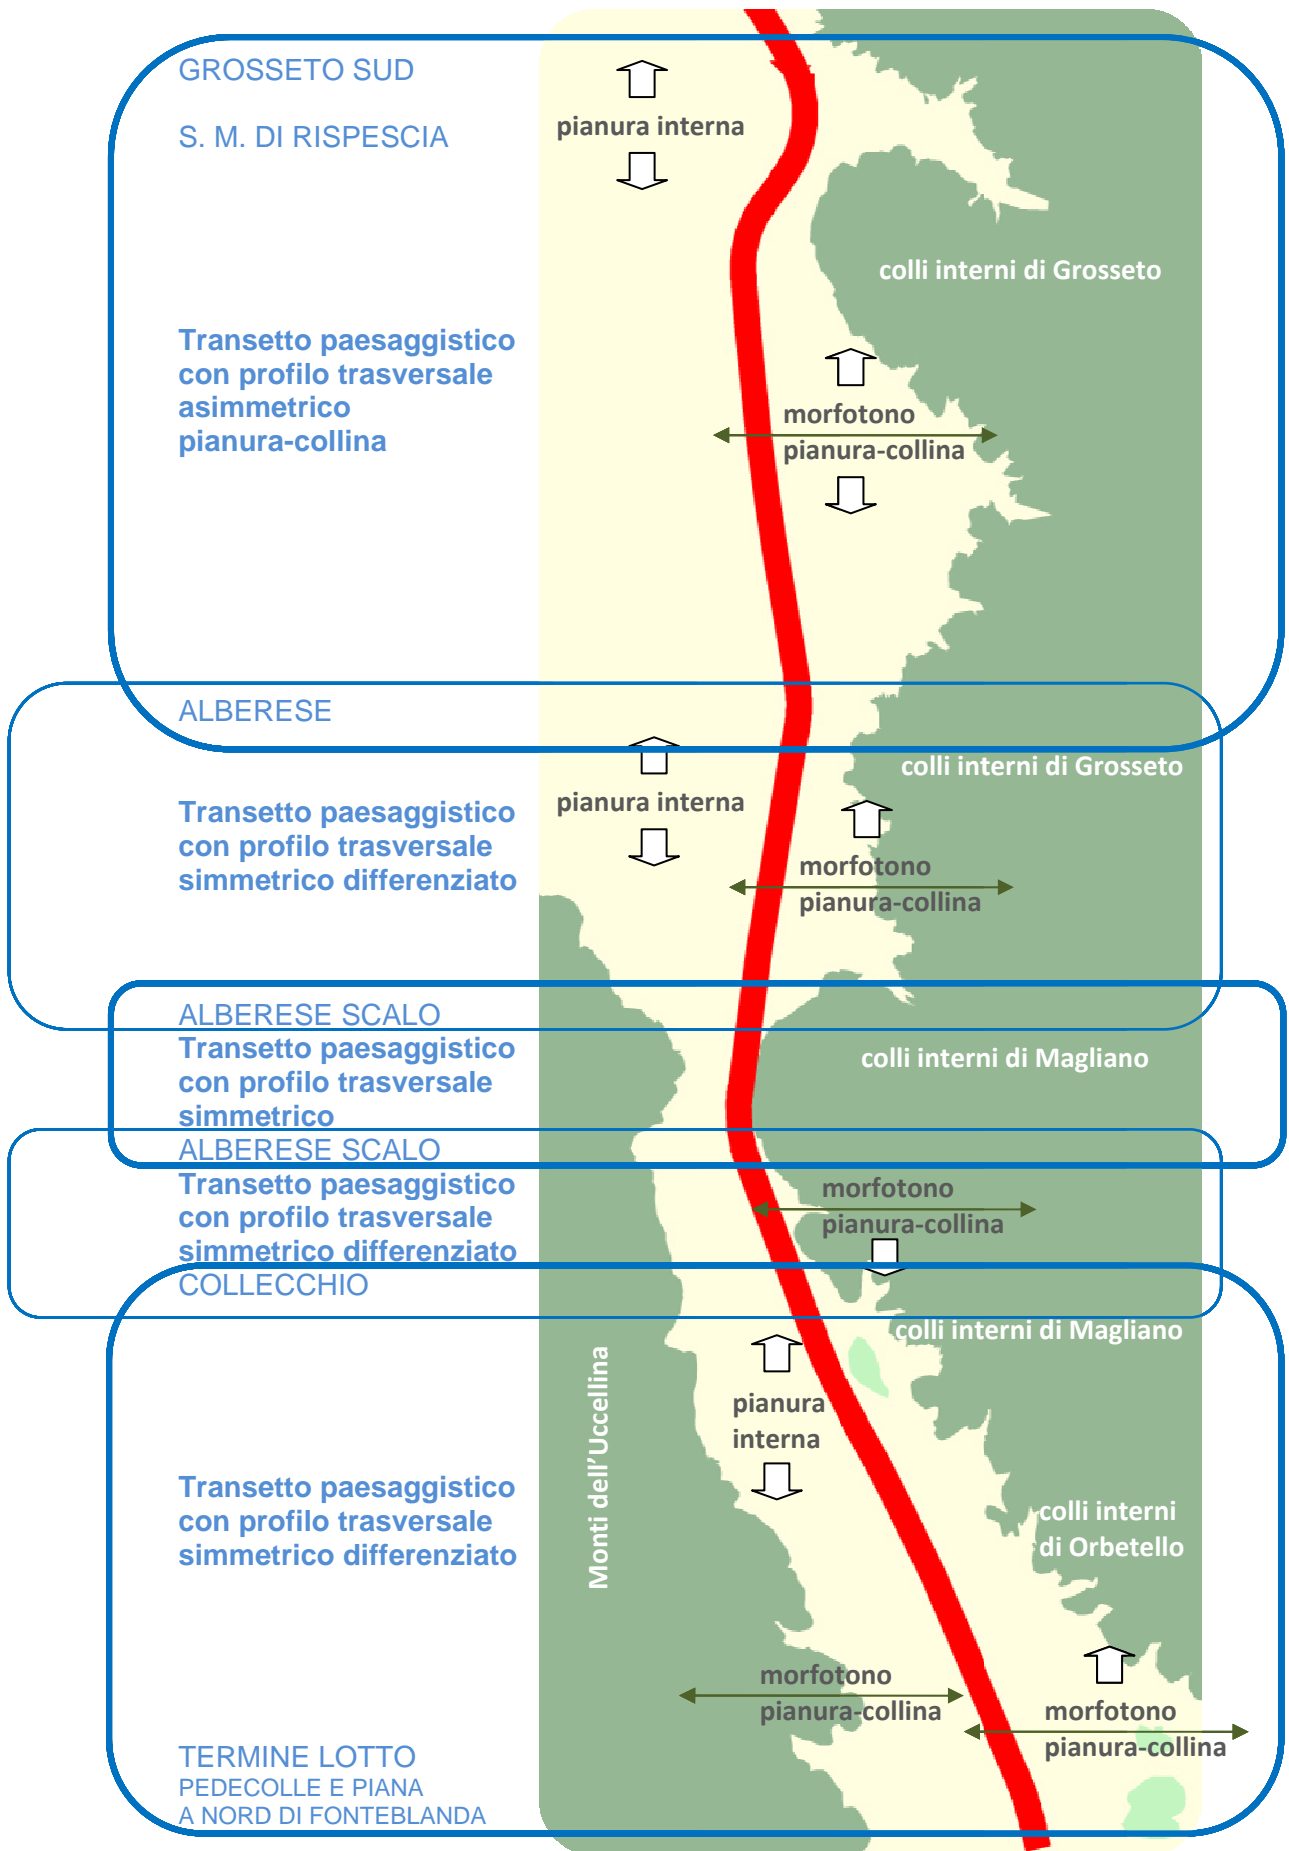 GROSSETO SUD
S. M. DI RISPESCIA
pianura interna
colli interni di Grosseto
Transetto paesaggistico
con profilo trasversale
asimmetrico
pianura-collina
morfotono
pianura-collina
ALBERESE
colli interni di Grosseto
pianura interna
Transetto paesaggistico
con profilo trasversale
simmetrico differenziato
morfotono
pianura-collina
ALBERESE SCALO
Transetto paesaggistico
con profilo trasversale
simmetrico
colli interni di Magliano
ALBERESE SCALO
Transetto paesaggistico
con profilo trasversale
simmetrico differenziato
morfotono
pianura-collina
COLLECCHIO
colli interni di Magliano
pianura
interna
Monti dell'Uccellina
Transetto paesaggistico
con profilo trasversale
simmetrico differenziato
colli interni
di Orbetello
morfotono
pianura-collina
morfotono
pianura-collina
TERMINE LOTTO
PEDECOLLE E PIANA
A NORD DI FONTEBLANDA